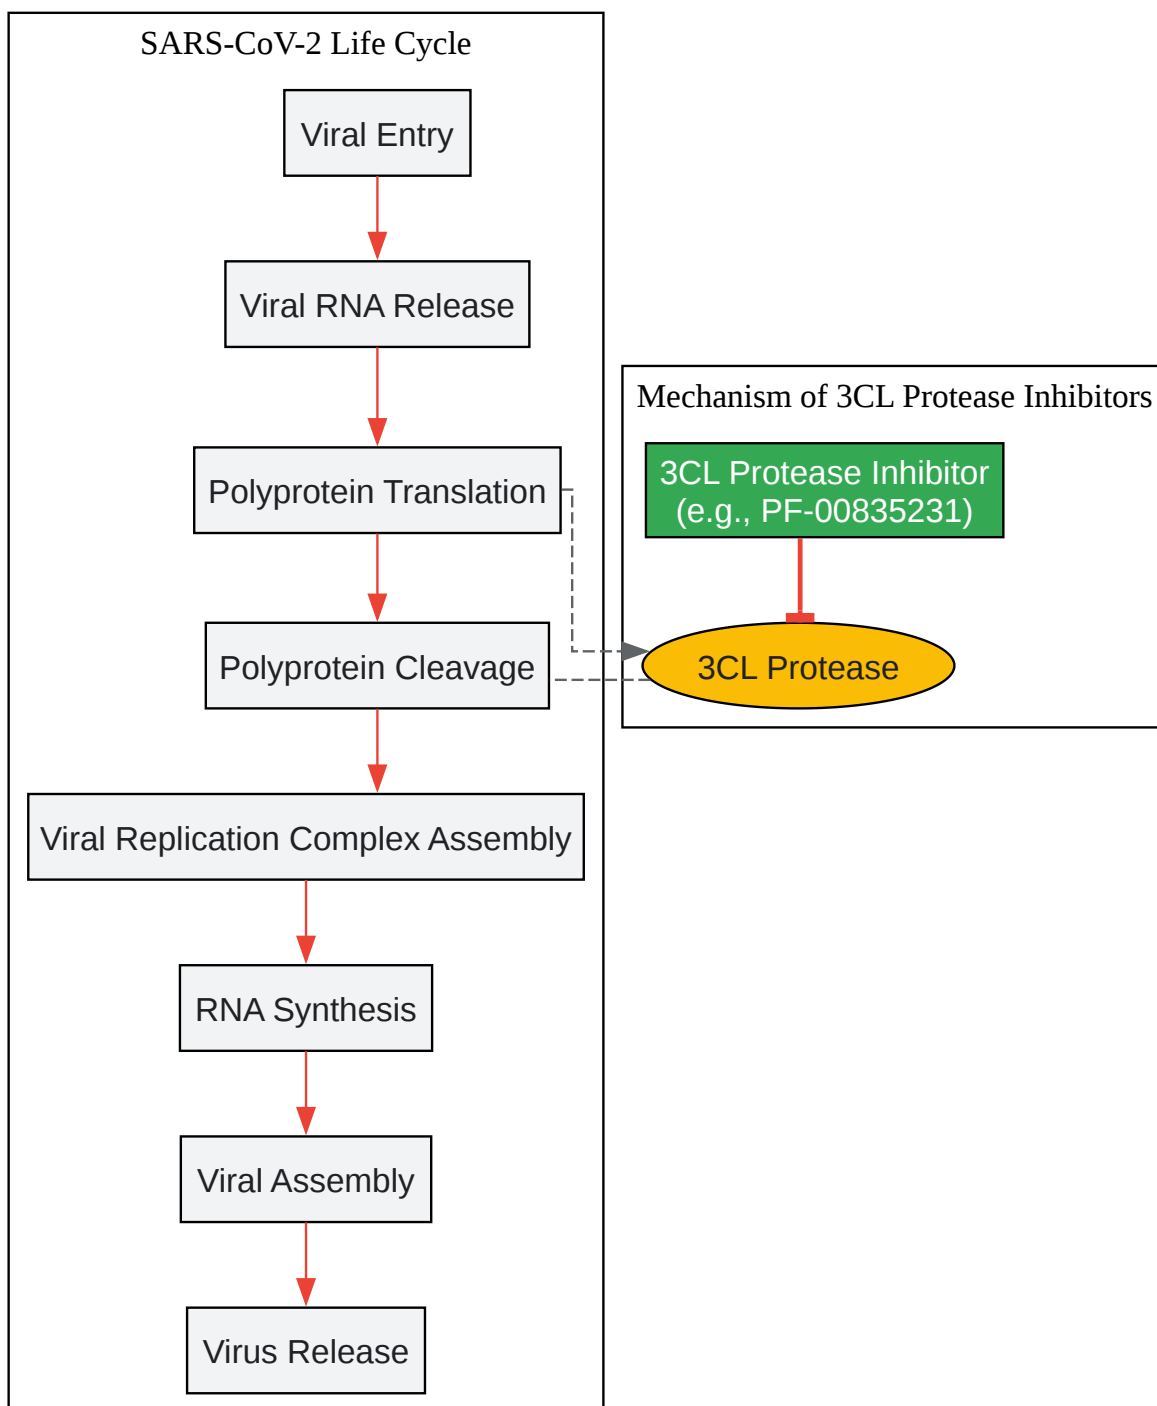 SARS-CoV-2 Life Cycle
Viral Entry
Viral RNA Release
Polyprotein Translation
Polyprotein Cleavage
Viral Replication Complex Assembly
RNA Synthesis
Viral Assembly
Virus Release
Mechanism of 3CL Protease Inhibitors
3CL Protease Inhibitor
(e.g., PF-00835231)
3CL Protease